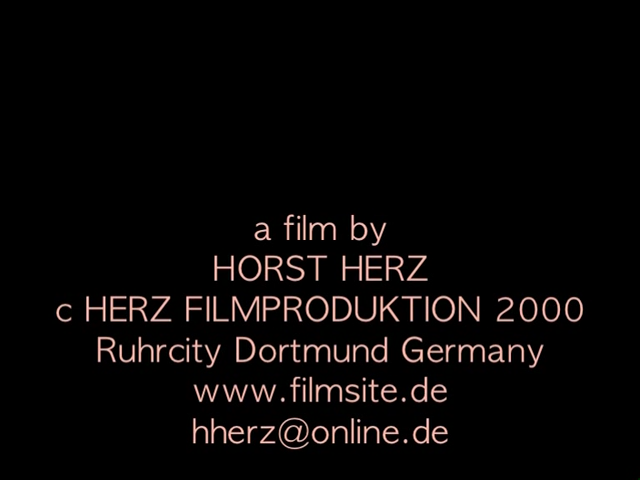 a film by
HORST HERZ
c HERZ FILMPRODUKTION 2000
Ruhrcity Dortmund Germany
www.filmsite.de
hherz@online.de